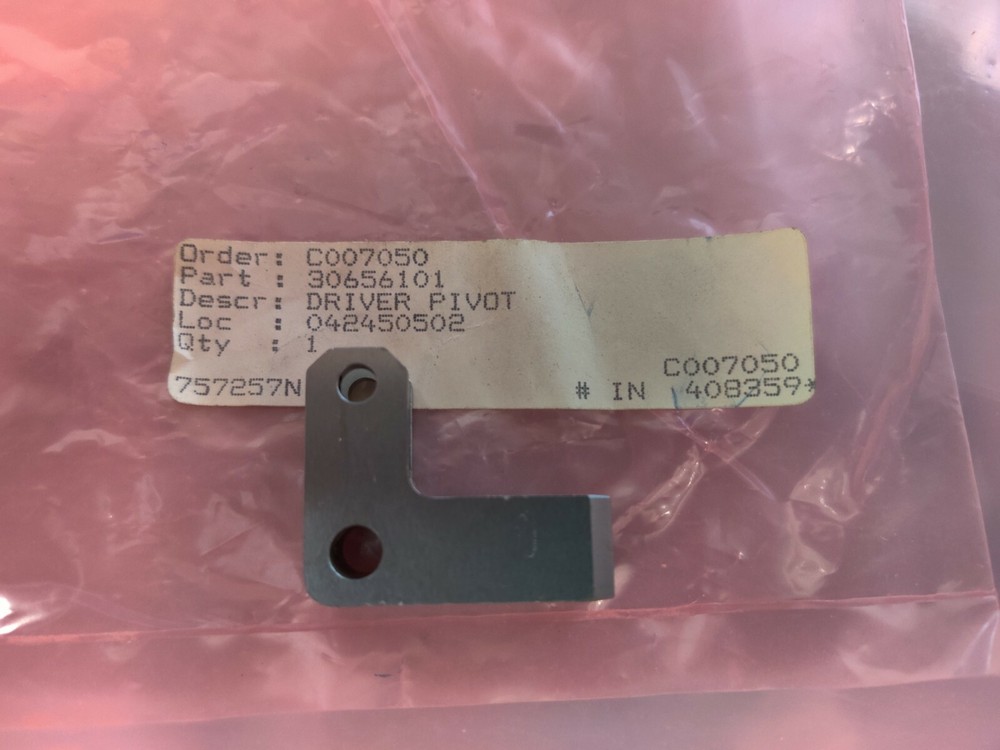 Order: C007050
Part : 30656101
Descr: DRIVER PIVOT
Loc : 042450502
Qty : 1
C007050
757257N # IN 408359*